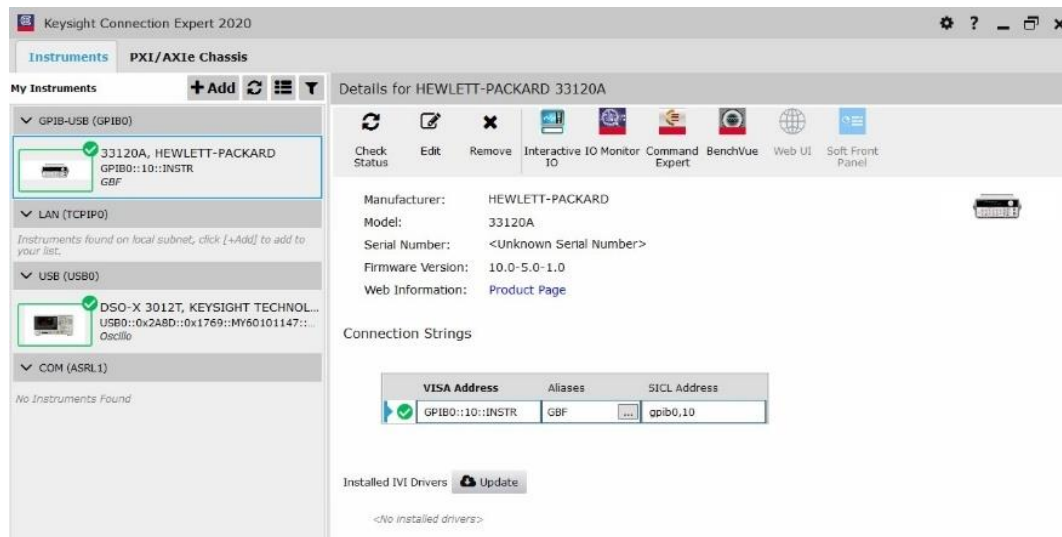 Keysight Connection Expert 2020
?
Instruments PXI/AXIe Chassis
My Instruments
+ Add
GPIB-USB (GPIB0)
33120A, HEWLETT-PACKARD
GPIB0::10::INSTR
GBF
LAN (TCPIP0)
Instruments found on local subnet, click [+Add] to add to
your list.
USB (USB0)
DSO-X 3012T, KEYSIGHT TECHNOL...
USB0::0x2A8D::0x1769::MY60101147::...
Oscillo
COM (ASRL1)
No Instruments Found
Details for HEWLETT-PACKARD 33120A
Check
Status
Edit
Remove
Interactive
IO
IO Monitor
Command
Expert
BenchVue
Web UI
Soft Front
Panel
Manufacturer: HEWLETT-PACKARD
Model: 33120A
Serial Number: <Unknown Serial Number>
Firmware Version: 10.0-5.0-1.0
Web Information: Product Page
Connection Strings
VISA Address Aliases SICL Address
GPIB0::10::INSTR GBF ... gpib0,10
Installed IVI Drivers Update
<No installed drivers>